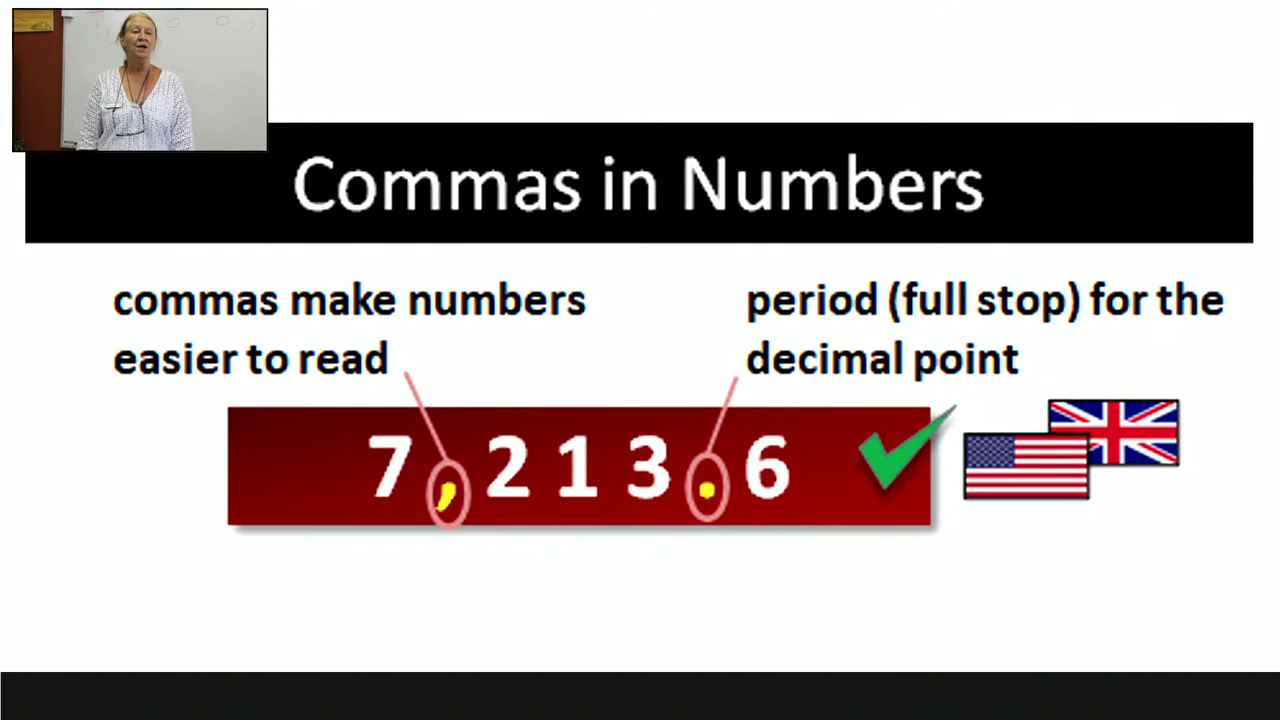 Commas in Numbers
commas make numbers
easier to read
period (full stop) for the
decimal point
7,213.6